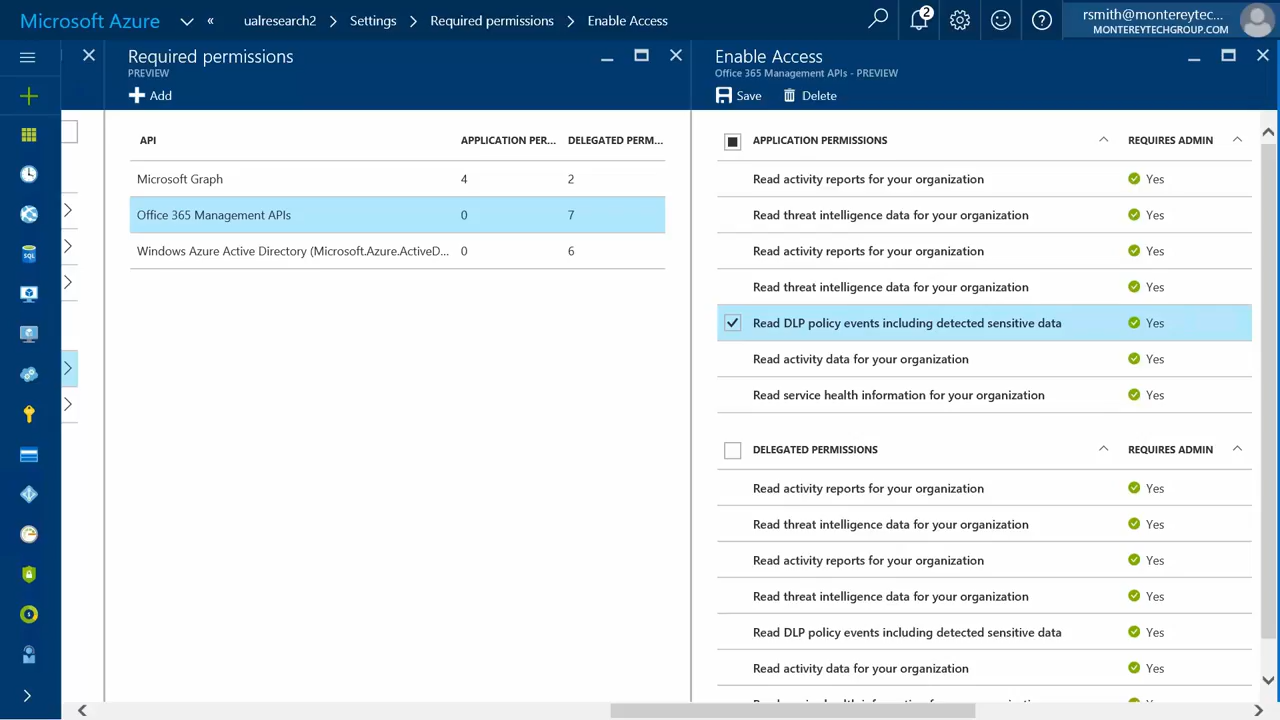 Microsoft Azure
«
ualresearch2 > Settings > Required permissions > Enable Access
2
rsmith@montereytec...
MONTEREYTECHGROUP.COM
Required permissions
PREVIEW
Add
API APPLICATION PER... DELEGATED PERM...
Microsoft Graph 4 2
Office 365 Management APIs 0 7
Windows Azure Active Directory (Microsoft.Azure.ActiveD... 0 6
Enable Access
Office 365 Management APIs - PREVIEW
Save Delete
APPLICATION PERMISSIONS REQUIRES ADMIN
Read activity reports for your organization Yes
Read threat intelligence data for your organization Yes
Read activity reports for your organization Yes
Read threat intelligence data for your organization Yes
Read DLP policy events including detected sensitive data Yes
Read activity data for your organization Yes
Read service health information for your organization Yes
DELEGATED PERMISSIONS REQUIRES ADMIN
Read activity reports for your organization Yes
Read threat intelligence data for your organization Yes
Read activity reports for your organization Yes
Read threat intelligence data for your organization Yes
Read DLP policy events including detected sensitive data Yes
Read activity data for your organization Yes